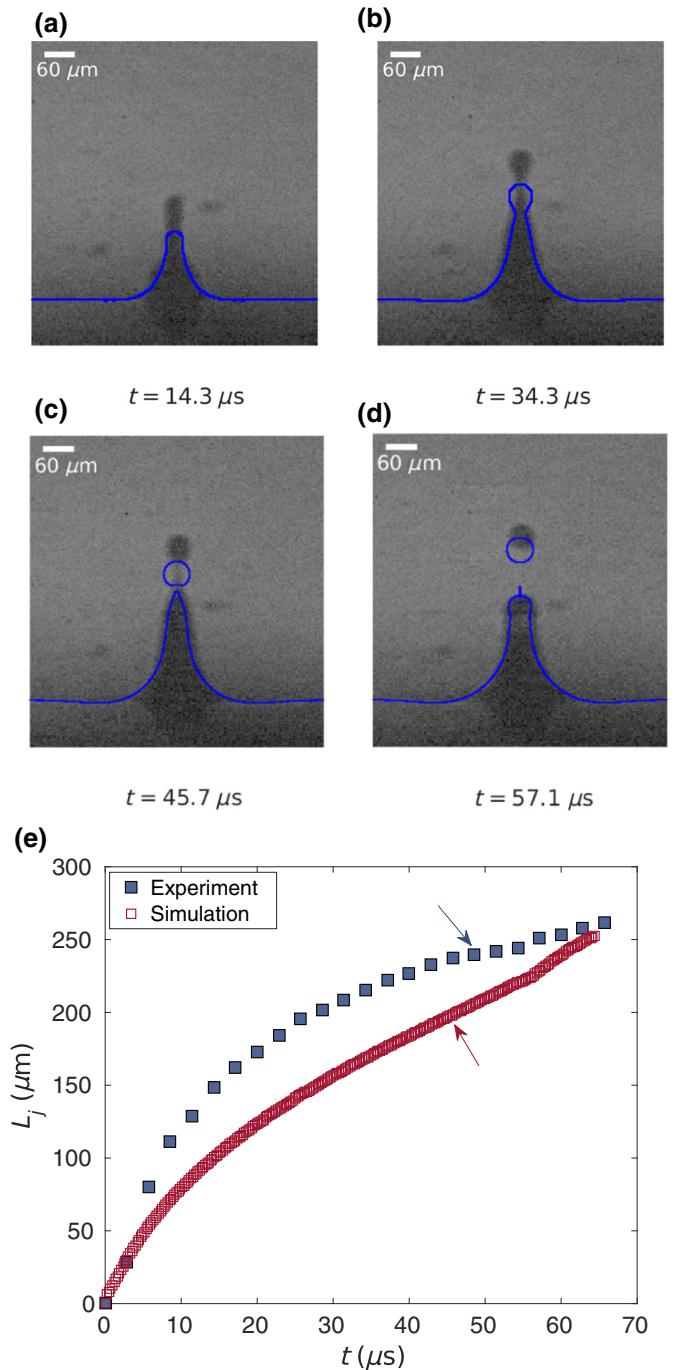 (a)
(b)
60 μm
60 μm
t = 14.3 μs
t = 34.3 μs
(c)
(d)
60 μm
60 μm
t = 45.7 μs
t = 57.1 μs
(e)
300
250
200
150
100
50
0
L_j (μm)
Experiment
Simulation
0 10 20 30 40 50 60 70
t (μs)